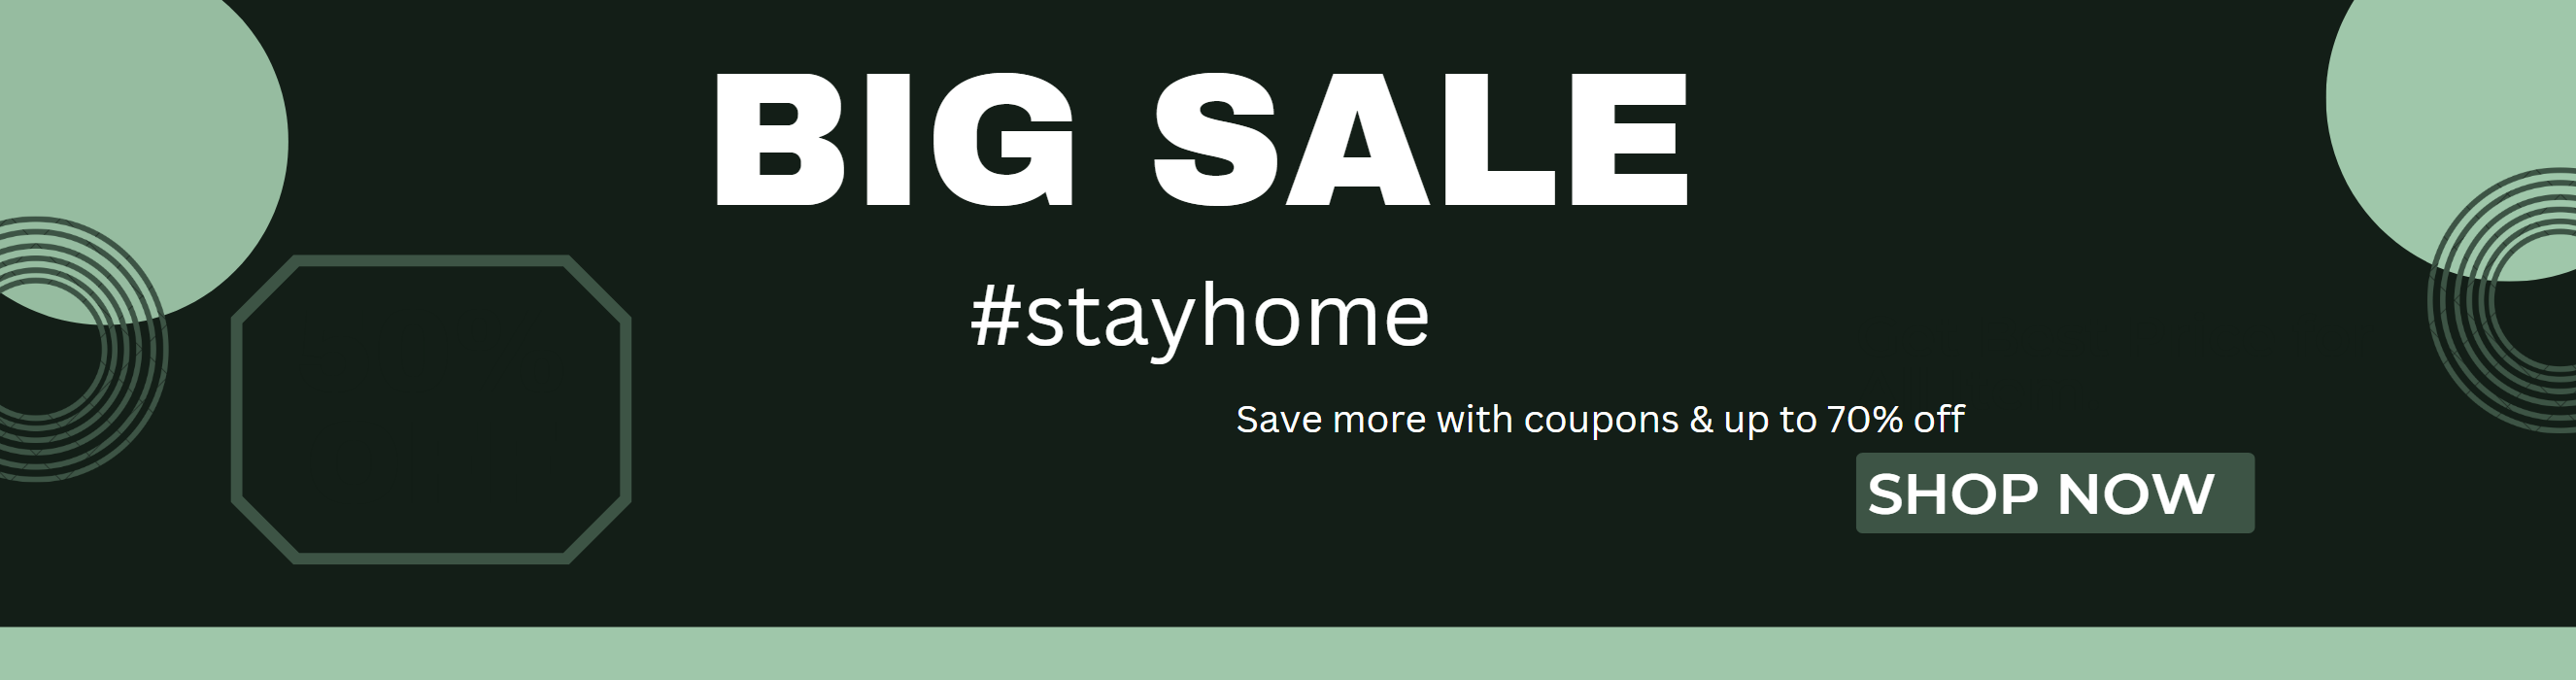 BIG SALE
#stayhome
Save more with coupons & up to 70% off
SHOP NOW